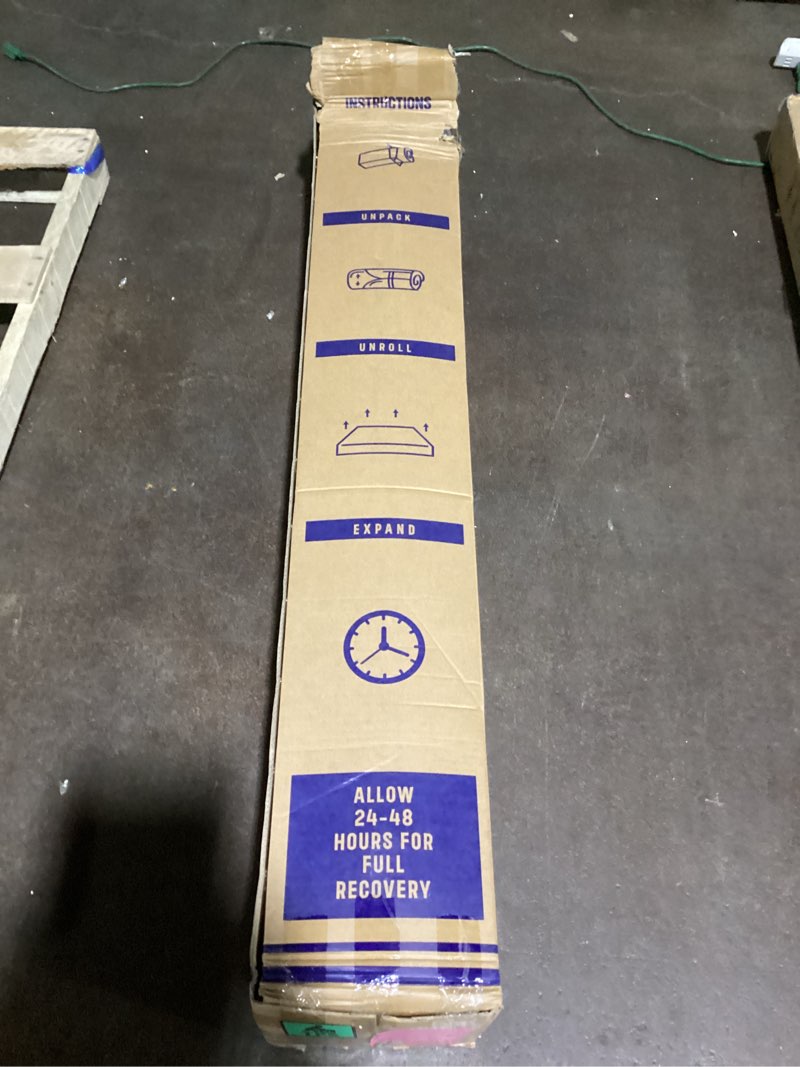 INSTRUCTIONS
UNPACK
UNROLL
EXPAND
ALLOW
24-48
HOURS FOR
FULL
RECOVERY